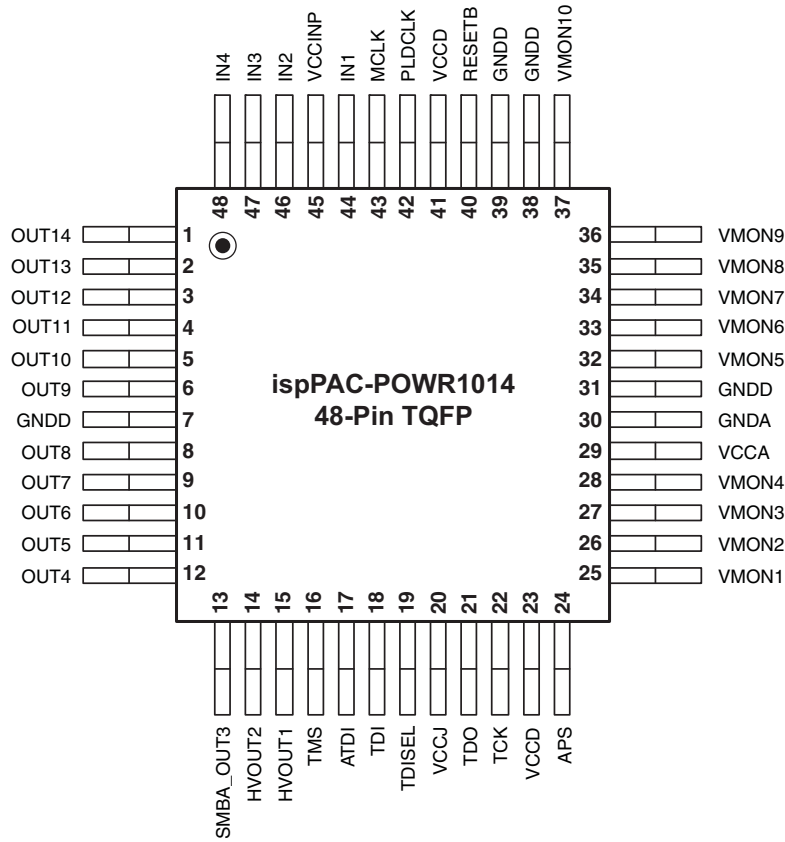 IN4
IN3
IN2
VCCINP
IN1
MCLK
PLDCLK
VCCD
RESETB
GNDD
GNDD
VMON10
48
47
46
45
44
43
42
41
40
39
38
37
OUT14 1
OUT13 2
OUT12 3
OUT11 4
OUT10 5
OUT9 6
GNDD 7
OUT8 8
OUT7 9
OUT6 10
OUT5 11
OUT4 12
ispPAC-POWR1014
48-Pin TQFP
36 VMON9
35 VMON8
34 VMON7
33 VMON6
32 VMON5
31 GNDD
30 GNDA
29 VCCA
28 VMON4
27 VMON3
26 VMON2
25 VMON1
13
14
15
16
17
18
19
20
21
22
23
24
SMBA_OUT3
HVOUT2
HVOUT1
TMS
ATDI
TDI
TDISEL
VCCJ
TDO
TCK
VCCD
APS